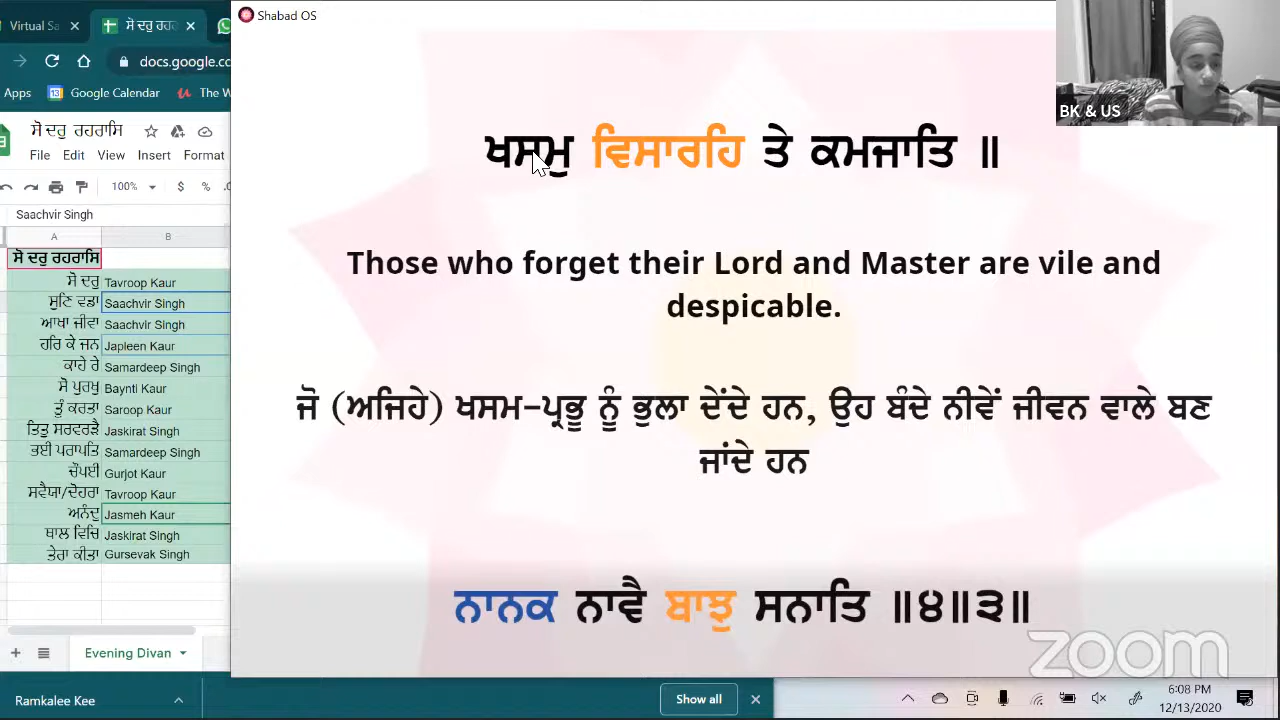 Virtual Sa
ਸੋ ਦਰੁ ਰਹਰ
Shabad OS
docs.google.co
Apps
Google Calendar
The W
ਸੋ ਦਰੁ ਰਹਰਾਸਿ
File Edit View Insert Format
100% $ %
Saachvir Singh
A B
ਸੋ ਦਰੁ ਰਹਰਾਸਿ
ਸੋ ਦਰੁ Tavroop Kaur
ਸੁਣਿ ਵਡਾ Saachvir Singh
ਆਖਾ ਜੀਵਾ Saachvir Singh
ਹਰਿ ਕੇ ਜਨ Japleen Kaur
ਕਾਹੇ ਰੇ Samardeep Singh
ਸੋ ਪੁਰਖੁ Baynti Kaur
ਤੂੰ ਕਰਤਾ Saroop Kaur
ਤਿਤੁ ਸਰਵਰੜੈ Jaskirat Singh
ਭਈ ਪਰਾਪਤਿ Samardeep Singh
ਚੌਪਈ Gurjot Kaur
ਸਵੈਯਾ/ਦੋਹਰਾ Tavroop Kaur
ਅਨੰਦੁ Jasmeh Kaur
ਥਾਲ ਵਿਚਿ Jaskirat Singh
ਤੇਰਾ ਕੀਤਾ Gursevak Singh
Evening Divan
Ramkalee Kee
ਖਸਮੁ ਵਿਸਾਰਹਿ ਤੇ ਕਮਜਾਤਿ ॥
Those who forget their Lord and Master are vile and
despicable.
ਜੋ (ਅਜਿਹੇ) ਖਸਮ-ਪ੍ਰਭੂ ਨੂੰ ਭੁਲਾ ਦੇਂਦੇ ਹਨ, ਉਹ ਬੰਦੇ ਨੀਵੇਂ ਜੀਵਨ ਵਾਲੇ ਬਣ
ਜਾਂਦੇ ਹਨ
ਨਾਨਕ ਨਾਵੈ ਬਾਝੁ ਸਨਾਤਿ ॥੪॥੩॥
BK & US
zoom
Show all
6:08 PM
12/13/2020